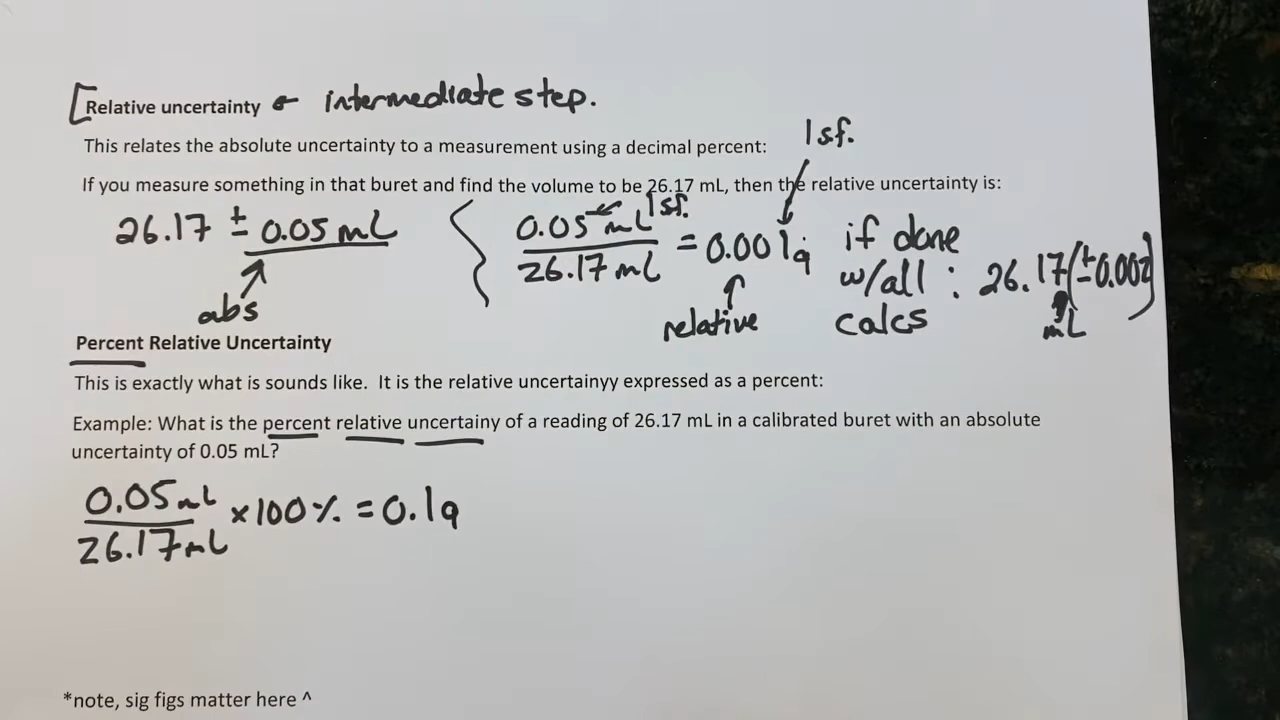 [Relative uncertainty ← intermediate step.
This relates the absolute uncertainty to a measurement using a decimal percent:
1sf.
If you measure something in that buret and find the volume to be 26.17 mL, then the relative uncertainty is:
26.17 ± 0.05 mL
abs
0.05 mL ← 1sf.
26.17 mL
= 0.0019
relative
if done
w/all : 26.17 (±0.002)
calcs
mL
Percent Relative Uncertainty
This is exactly what is sounds like. It is the relative uncertainyy expressed as a percent:
Example: What is the percent relative uncertainy of a reading of 26.17 mL in a calibrated buret with an absolute
uncertainty of 0.05 mL?
0.05 mL
26.17 mL
× 100 % = 0.19
*note, sig figs matter here ^